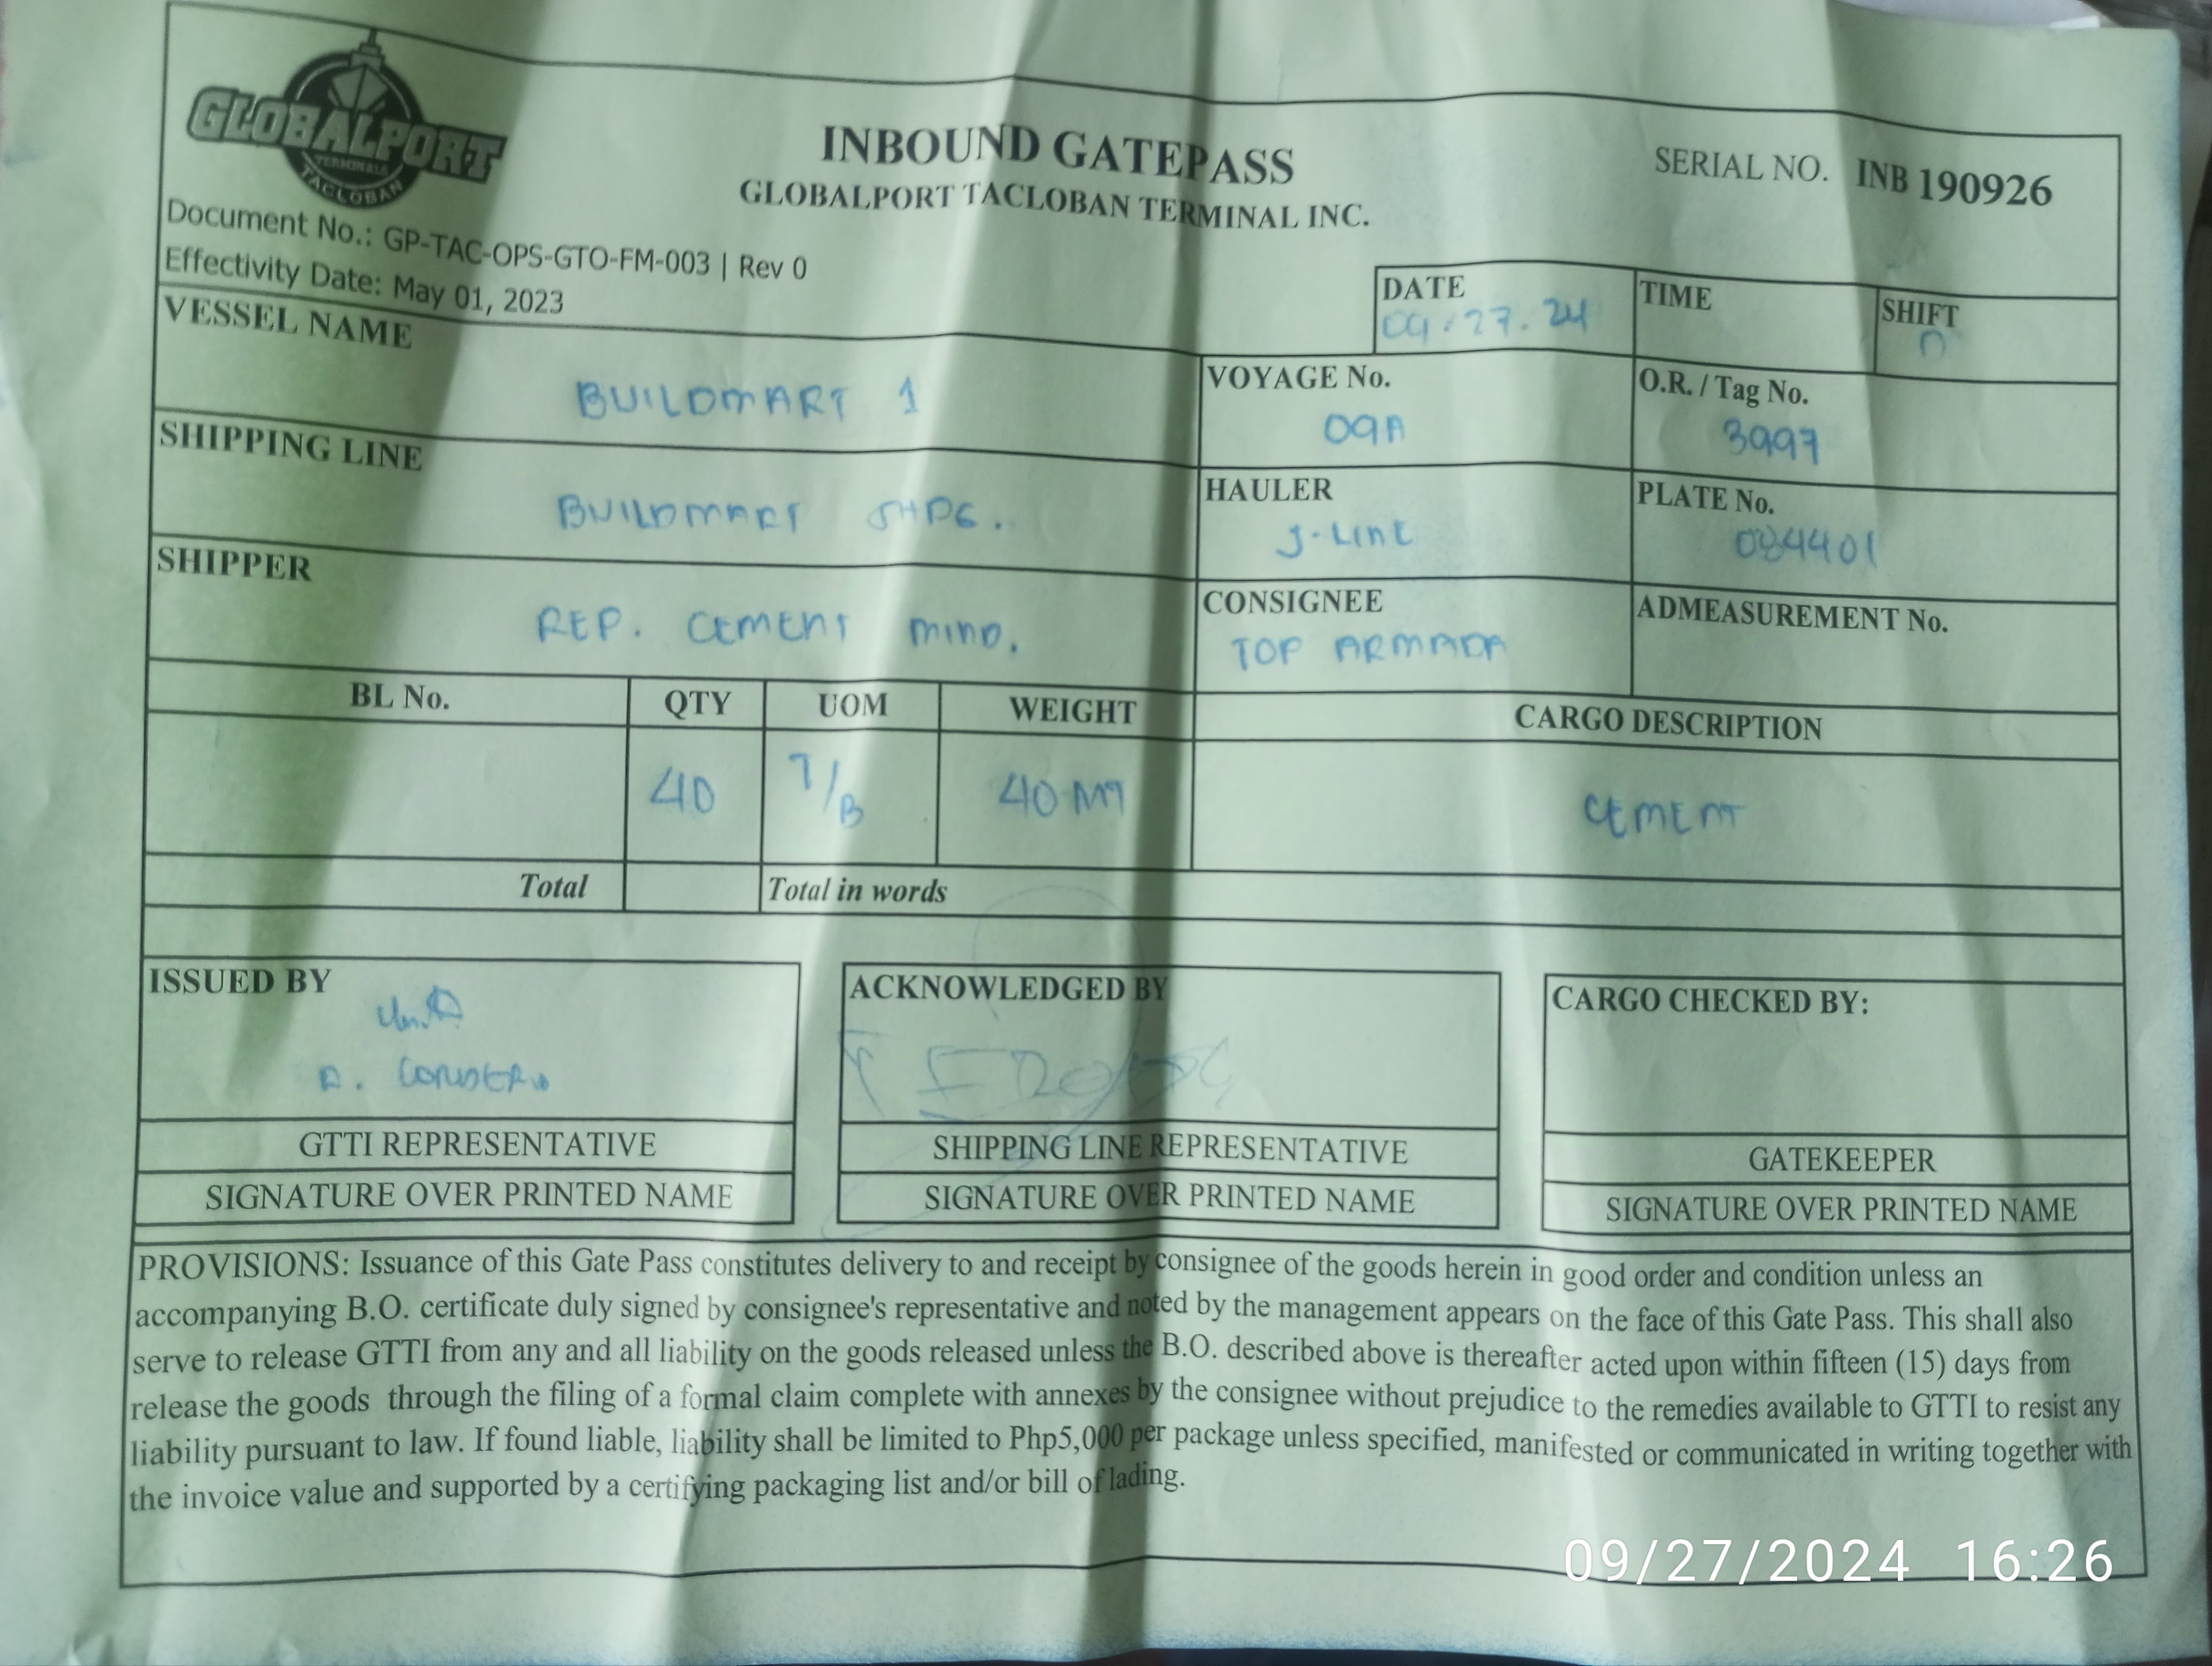 GLOBALPORT
TERMINALS
TACLOBAN
INBOUND GATEPASS
GLOBALPORT TACLOBAN TERMINAL INC.
SERIAL NO. INB 190926
Document No.: GP-TAC-OPS-GTO-FM-003 | Rev 0
Effectivity Date: May 01, 2023
DATE
09.27.24
TIME
SHIFT
VESSEL NAME
BUILDMART 1
VOYAGE No.
09A
O.R. / Tag No.
3997
SHIPPING LINE
BUILDMART SHPG.
HAULER
J-LINE
PLATE No.
SHIPPER
REP. CEMENT MIND.
CONSIGNEE
TOP ARMADA
ADMEASUREMENT No.
BL No. QTY UOM WEIGHT CARGO DESCRIPTION
40 T/B 40 MT CEMENT
Total Total in words
ISSUED BY
A. CORDERO
ACKNOWLEDGED BY
CARGO CHECKED BY:
GTTI REPRESENTATIVE
SHIPPING LINE REPRESENTATIVE
GATEKEEPER
SIGNATURE OVER PRINTED NAME
SIGNATURE OVER PRINTED NAME
SIGNATURE OVER PRINTED NAME
PROVISIONS: Issuance of this Gate Pass constitutes delivery to and receipt by consignee of the goods herein in good order and condition unless an
accompanying B.O. certificate duly signed by consignee's representative and noted by the management appears on the face of this Gate Pass. This shall also
serve to release GTTI from any and all liability on the goods released unless the B.O. described above is thereafter acted upon within fifteen (15) days from
release the goods through the filing of a formal claim complete with annexes by the consignee without prejudice to the remedies available to GTTI to resist any
liability pursuant to law. If found liable, liability shall be limited to Php5,000 per package unless specified, manifested or communicated in writing together with
the invoice value and supported by a certifying packaging list and/or bill of lading.
09/27/2024 16:26